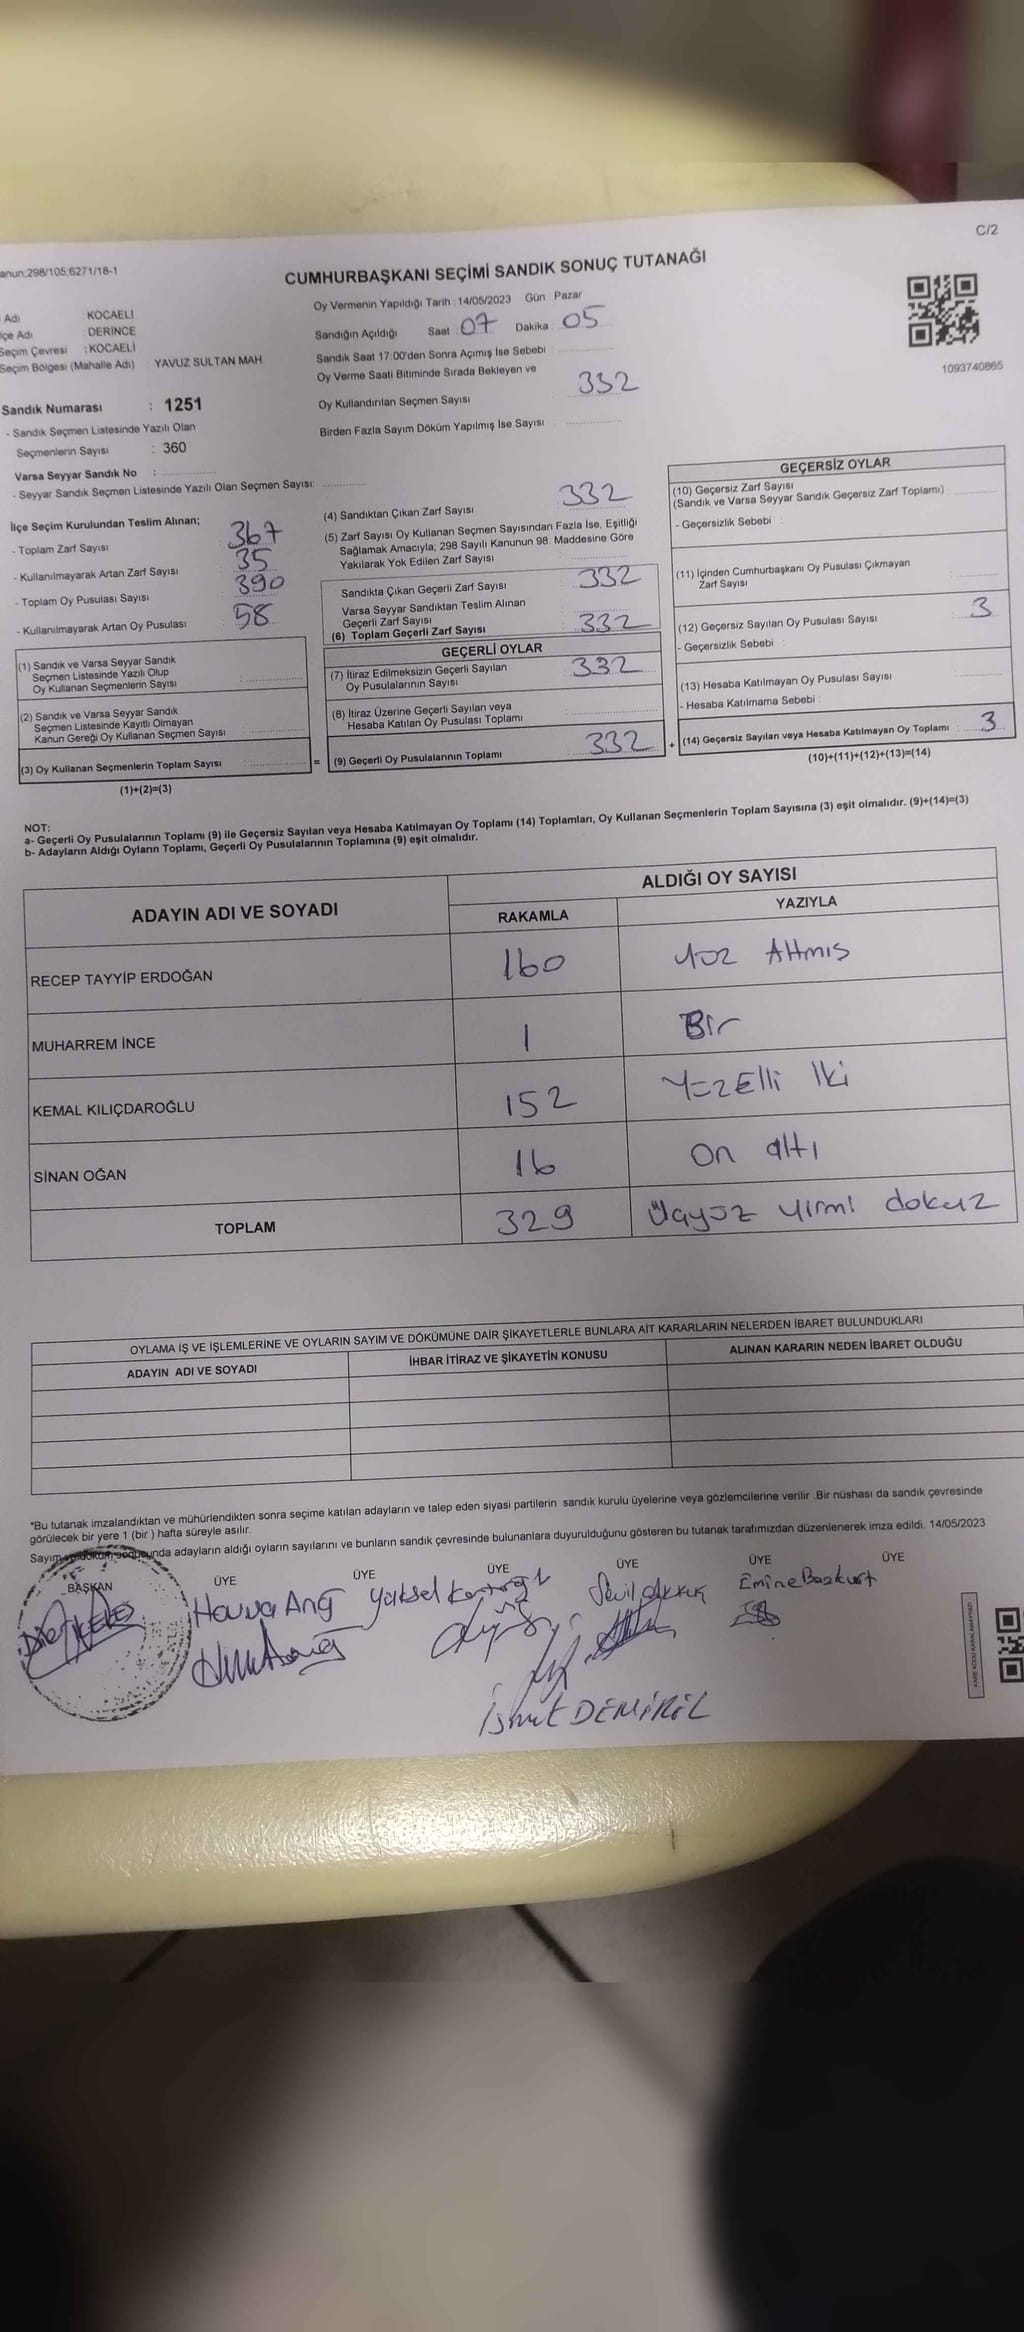 C/2
anun;298/105;6271/18-1
CUMHURBAŞKANI SEÇİMİ SANDIK SONUÇ TUTANAĞI
Adı : KOCAELİ
lçe Adı : DERİNCE
Seçim Çevresi : KOCAELİ
Seçim Bölgesi (Mahalle Adı) : YAVUZ SULTAN MAH.
Sandık Numarası : 1251
- Sandık Seçmen Listesinde Yazılı Olan
Seçmenlerin Sayısı : 360
Varsa Seyyar Sandık No :
- Seyyar Sandık Seçmen Listesinde Yazılı Olan Seçmen Sayısı:
Oy Vermenin Yapıldığı Tarih : 14/05/2023 Gün : Pazar
Sandığın Açıldığı Saat : 07 Dakika : 05
Sandık Saat 17:00'den Sonra Açımış İse Sebebi :
Oy Verme Saati Bitiminde Sırada Bekleyen ve
Oy Kullandırılan Seçmen Sayısı : 332
Birden Fazla Sayım Döküm Yapılmış İse Sayısı :
1093740865
İlçe Seçim Kurulundan Teslim Alınan;
- Toplam Zarf Sayısı : 367
- Kullanılmayarak Artan Zarf Sayısı : 35
- Toplam Oy Pusulası Sayısı : 390
- Kullanılmayarak Artan Oy Pusulası : 58
(1) Sandık ve Varsa Seyyar Sandık
Seçmen Listesinde Yazılı Olup
Oy Kullanan Seçmenlerin Sayısı :
(2) Sandık ve Varsa Seyyar Sandık
Seçmen Listesinde Kayıtlı Olmayan
Kanun Gereği Oy Kullanan Seçmen Sayısı :
(3) Oy Kullanan Seçmenlerin Toplam Sayısı : =
(1)+(2)=(3)
(4) Sandıktan Çıkan Zarf Sayısı : 332
(5) Zarf Sayısı Oy Kullanan Seçmen Sayısından Fazla İse, Eşitliği
Sağlamak Amacıyla; 298 Sayılı Kanunun 98. Maddesine Göre
Yakılarak Yok Edilen Zarf Sayısı :
Sandıkta Çıkan Geçerli Zarf Sayısı : 332
Varsa Seyyar Sandıktan Teslim Alınan
Geçerli Zarf Sayısı :
(6) Toplam Geçerli Zarf Sayısı : 332
GEÇERLİ OYLAR
(7) İtiraz Edilmeksizin Geçerli Sayılan
Oy Pusulalarının Sayısı : 332
(8) İtiraz Üzerine Geçerli Sayılan veya
Hesaba Katılan Oy Pusulası Toplamı :
(9) Geçerli Oy Pusulalarının Toplamı : 332 +
GEÇERSİZ OYLAR
(10) Geçersiz Zarf Sayısı
(Sandık ve Varsa Seyyar Sandık Geçersiz Zarf Toplamı) :
- Geçersizlik Sebebi :
(11) İçinden Cumhurbaşkanı Oy Pusulası Çıkmayan
Zarf Sayısı :
(12) Geçersiz Sayılan Oy Pusulası Sayısı : 3
- Geçersizlik Sebebi :
(13) Hesaba Katılmayan Oy Pusulası Sayısı :
- Hesaba Katılmama Sebebi :
(14) Geçersiz Sayılan veya Hesaba Katılmayan Oy Toplamı : 3
(10)+(11)+(12)+(13)=(14)
NOT:
a- Geçerli Oy Pusulalarının Toplamı (9) ile Geçersiz Sayılan veya Hesaba Katılmayan Oy Toplamı (14) Toplamları, Oy Kullanan Seçmenlerin Toplam Sayısına (3) eşit olmalıdır. (9)+(14)=(3)
b- Adayların Aldığı Oyların Toplamı, Geçerli Oy Pusulalarının Toplamına (9) eşit olmalıdır.
ADAYIN ADI VE SOYADI ALDIĞI OY SAYISI
RAKAMLA YAZIYLA
RECEP TAYYİP ERDOĞAN 160 Yüz Altmış
MUHARREM İNCE 1 Bir
KEMAL KILIÇDAROĞLU 152 Yüzelli İki
SİNAN OĞAN 16 On altı
TOPLAM 329 Üçyüz yirmi dokuz
OYLAMA İŞ VE İŞLEMLERİNE VE OYLARIN SAYIM VE DÖKÜMÜNE DAİR ŞİKAYETLERLE BUNLARA AİT KARARLARIN NELERDEN İBARET BULUNDUKLARI
ADAYIN ADI VE SOYADI İHBAR İTİRAZ VE ŞİKAYETİN KONUSU ALINAN KARARIN NEDEN İBARET OLDUĞU
*Bu tutanak imzalandıktan ve mühürlendikten sonra seçime katılan adayların ve talep eden siyasi partilerin sandık kurulu üyelerine veya gözlemcilerine verilir .Bir nüshası da sandık çevresinde
görülecek bir yere 1 (bir ) hafta süreyle asılır.
Sayım ve döküm sonucunda adayların aldığı oyların sayılarını ve bunların sandık çevresinde bulunanlara duyurulduğunu gösteren bu tutanak tarafımızdan düzenlenerek imza edildi. 14/05/2023
BAŞKAN ÜYE ÜYE ÜYE ÜYE ÜYE ÜYE
Havva Anğ Yüksel Emine Bozkurt
İsmet DEMİREL
KARE KODU KARALAMAYINIZ!